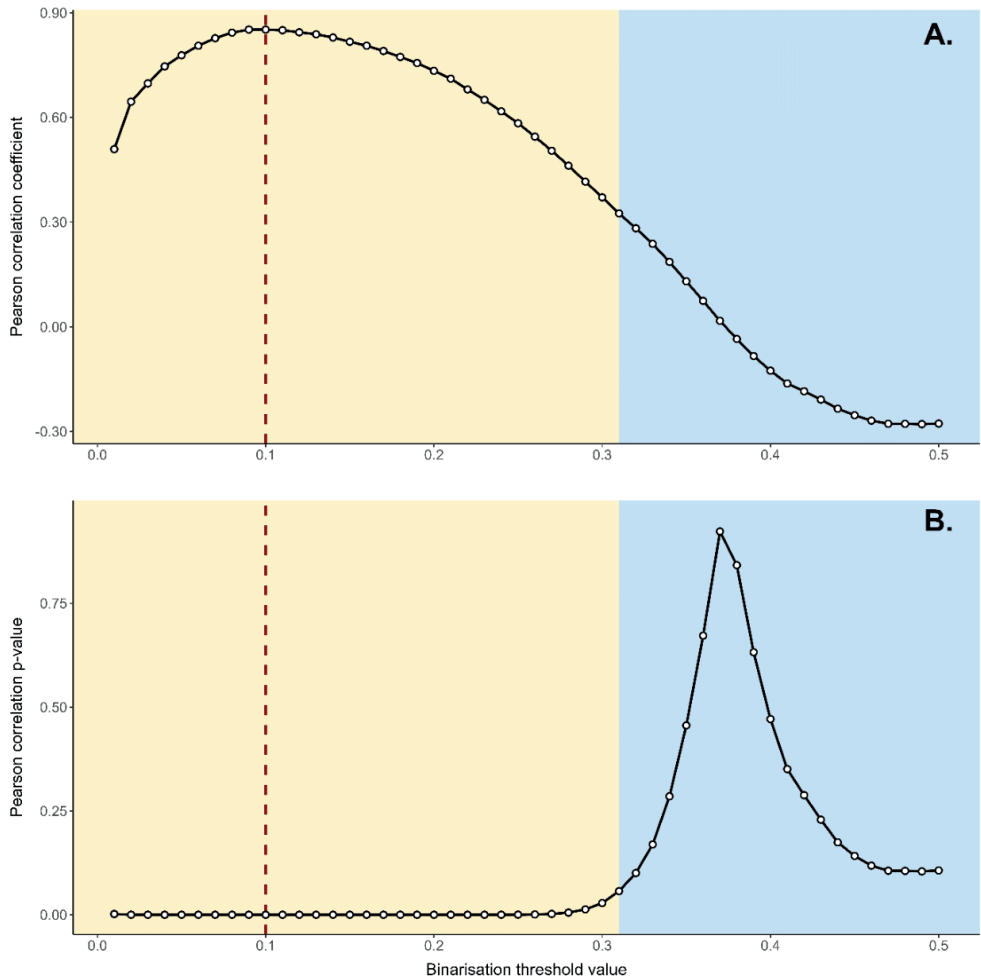 A.
Pearson correlation coefficient
0.90
0.60
0.30
0.00
-0.30
0.0 0.1 0.2 0.3 0.4 0.5
B.
Pearson correlation p-value
0.75
0.50
0.25
0.00
0.0 0.1 0.2 0.3 0.4 0.5
Binarisation threshold value